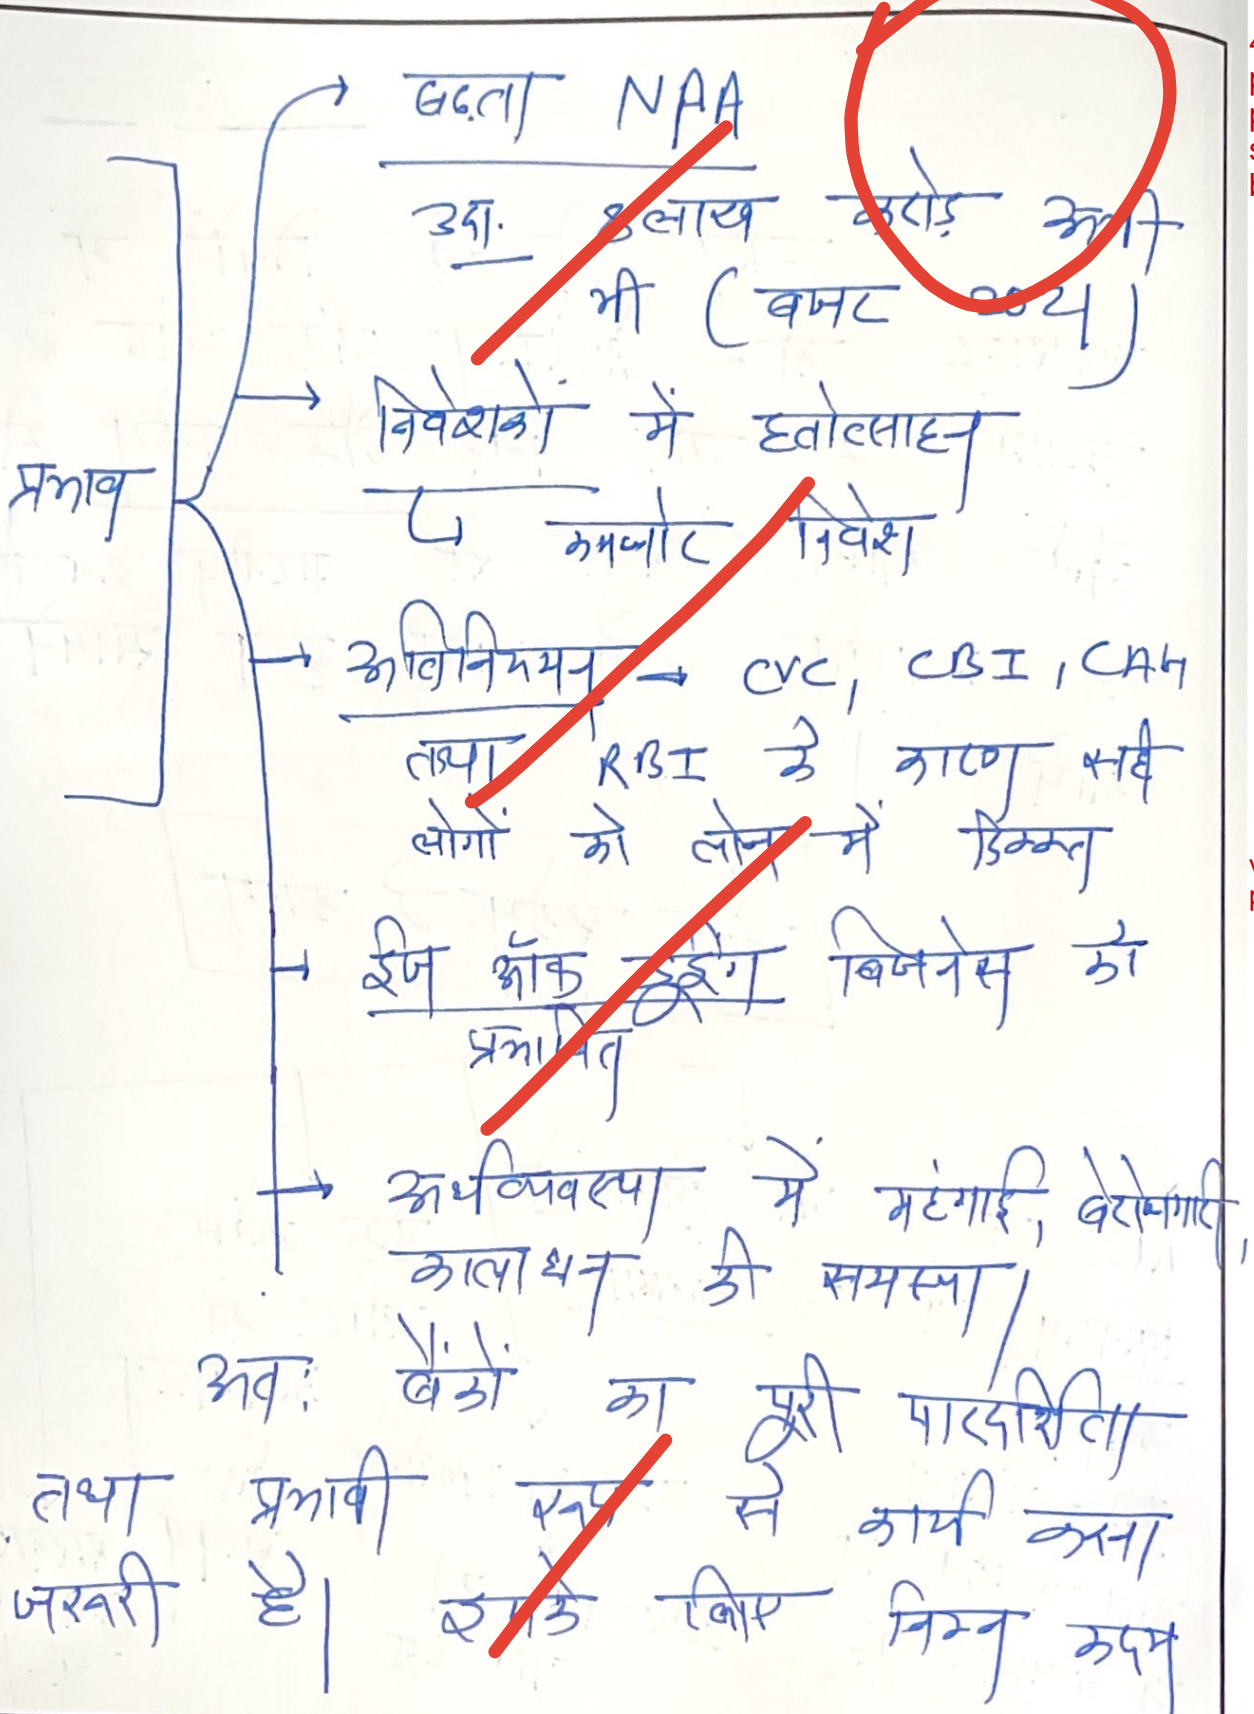 बढ़ता NPA
उदा. 8 लाख करोड़ अभी
भी (बजट 2024)
निवेशकों में हतोत्साहन
कमजोर निवेश
प्रभाव
अतिनियमन → CVC, CBI, CAG
तथा RBI के कारण सही
लोगों को लोन में दिक्कत
ईज ऑफ डूइंग बिजनेस को
प्रभावित
अर्थव्यवस्था में महंगाई, बेरोजगारी,
कालाधन की समस्या।
अतः बैंकों का पूरी पारदर्शिता
तथा प्रभावी रूप से कार्य करना
जरूरी है। इसके लिए निम्न कदम